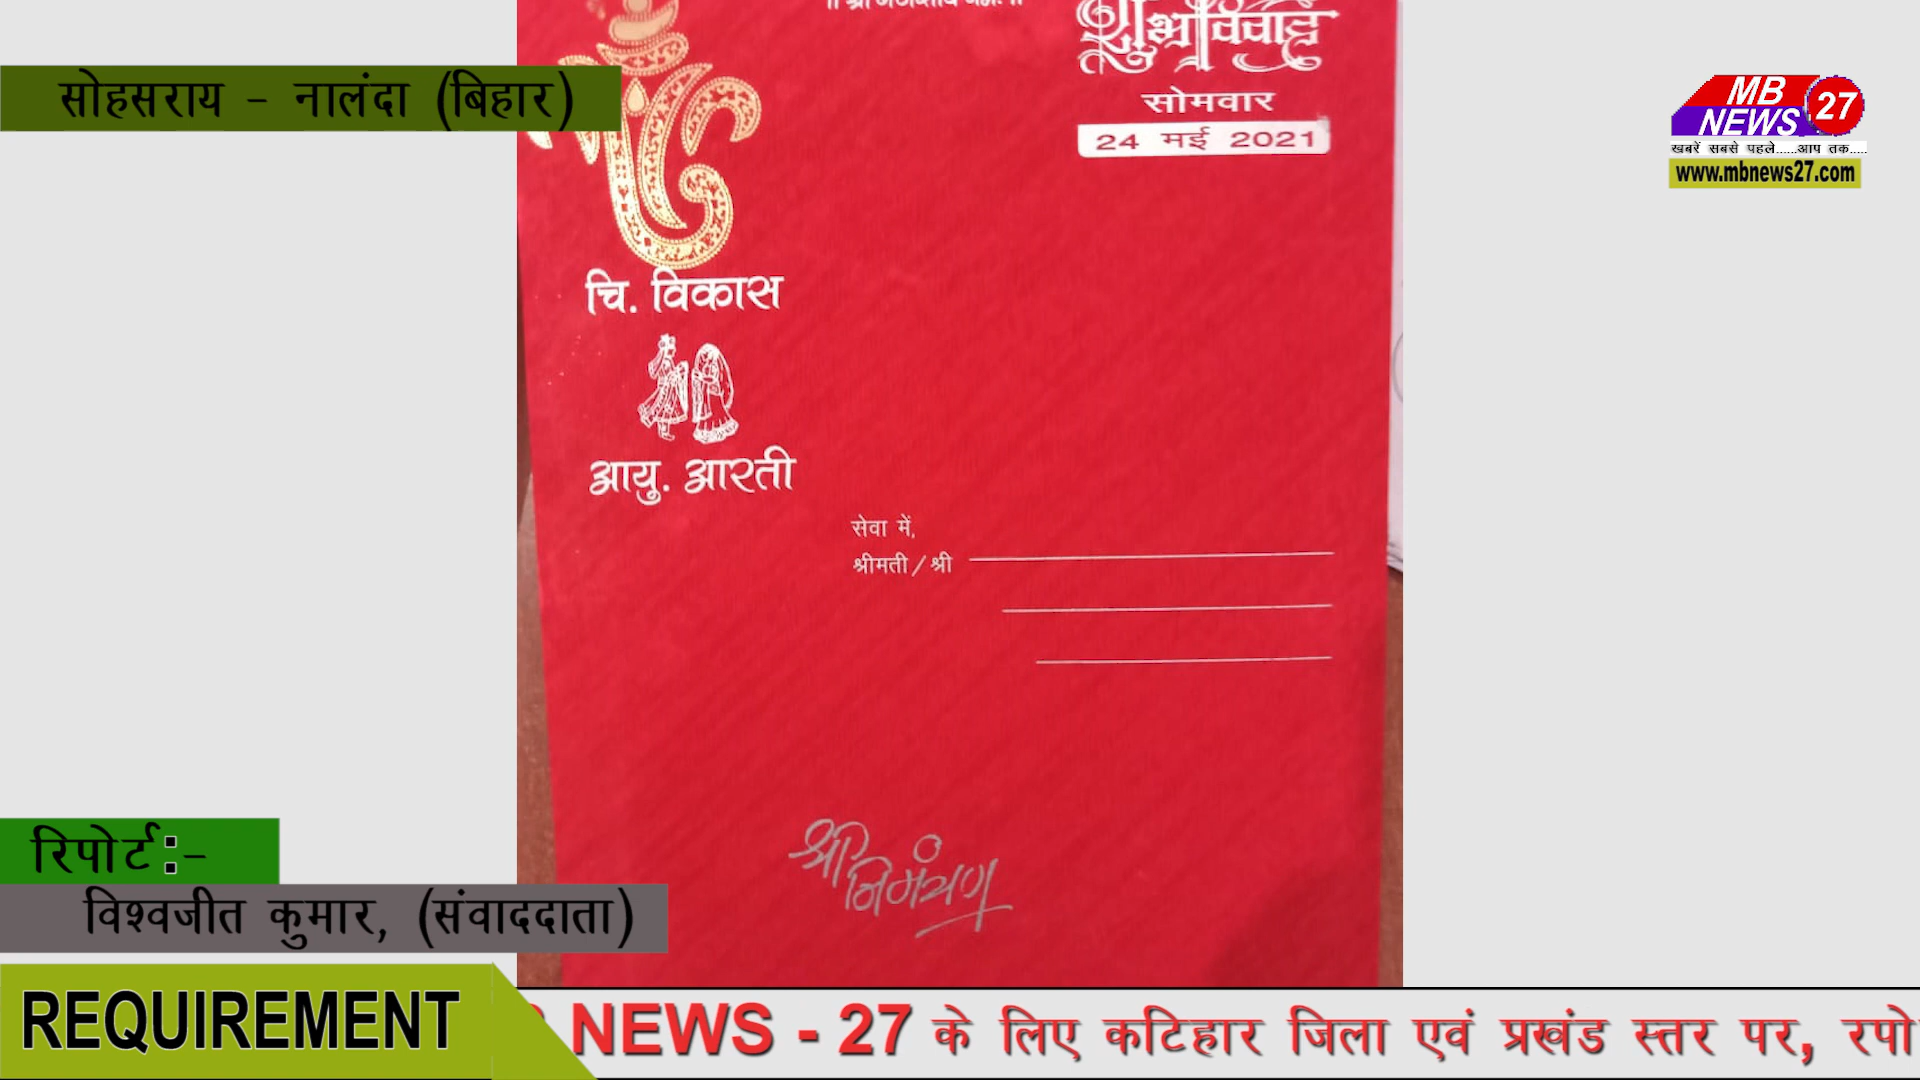 शुभ विवाह
सोमवार
24 मई 2021
सोहसराय - नालंदा (बिहार)
MB
NEWS 27
खबरें सबसे पहले......आप तक.....
www.mbnews27.com
चि. विकास
आयु. आरती
सेवा में,
श्रीमती/श्री
श्री
निमंत्रण
रिपोर्ट:-
विश्वजीत कुमार, (संवाददाता)
REQUIREMENT
NEWS - 27 के लिए कटिहार जिला एवं प्रखंड स्तर पर,